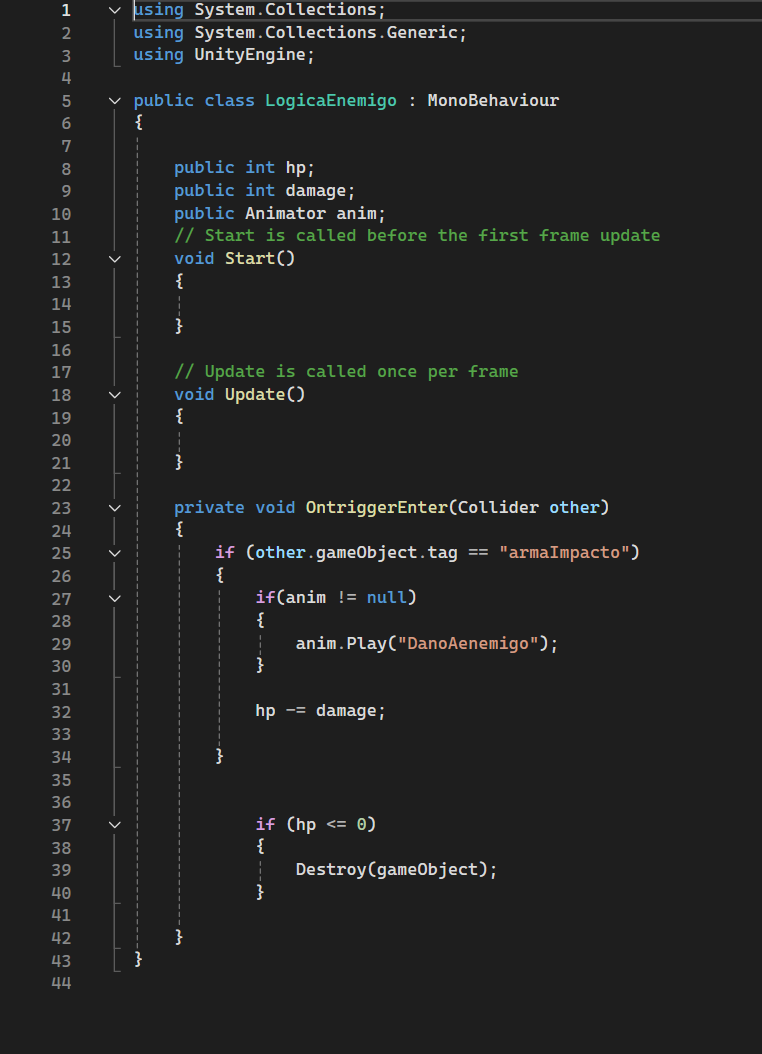 1 using System.Collections;
2 using System.Collections.Generic;
3 using UnityEngine;
4
5 public class LogicaEnemigo : MonoBehaviour
6 {
7
8 public int hp;
9 public int damage;
10 public Animator anim;
11 // Start is called before the first frame update
12 void Start()
13 {
14
15 }
16
17 // Update is called once per frame
18 void Update()
19 {
20
21 }
22
23 private void OntriggerEnter(Collider other)
24 {
25 if (other.gameObject.tag == "armaImpacto")
26 {
27 if(anim != null)
28 {
29 anim.Play("DanoAenemigo");
30 }
31
32 hp -= damage;
33
34 }
35
36
37 if (hp <= 0)
38 {
39 Destroy(gameObject);
40 }
41
42 }
43 }
44